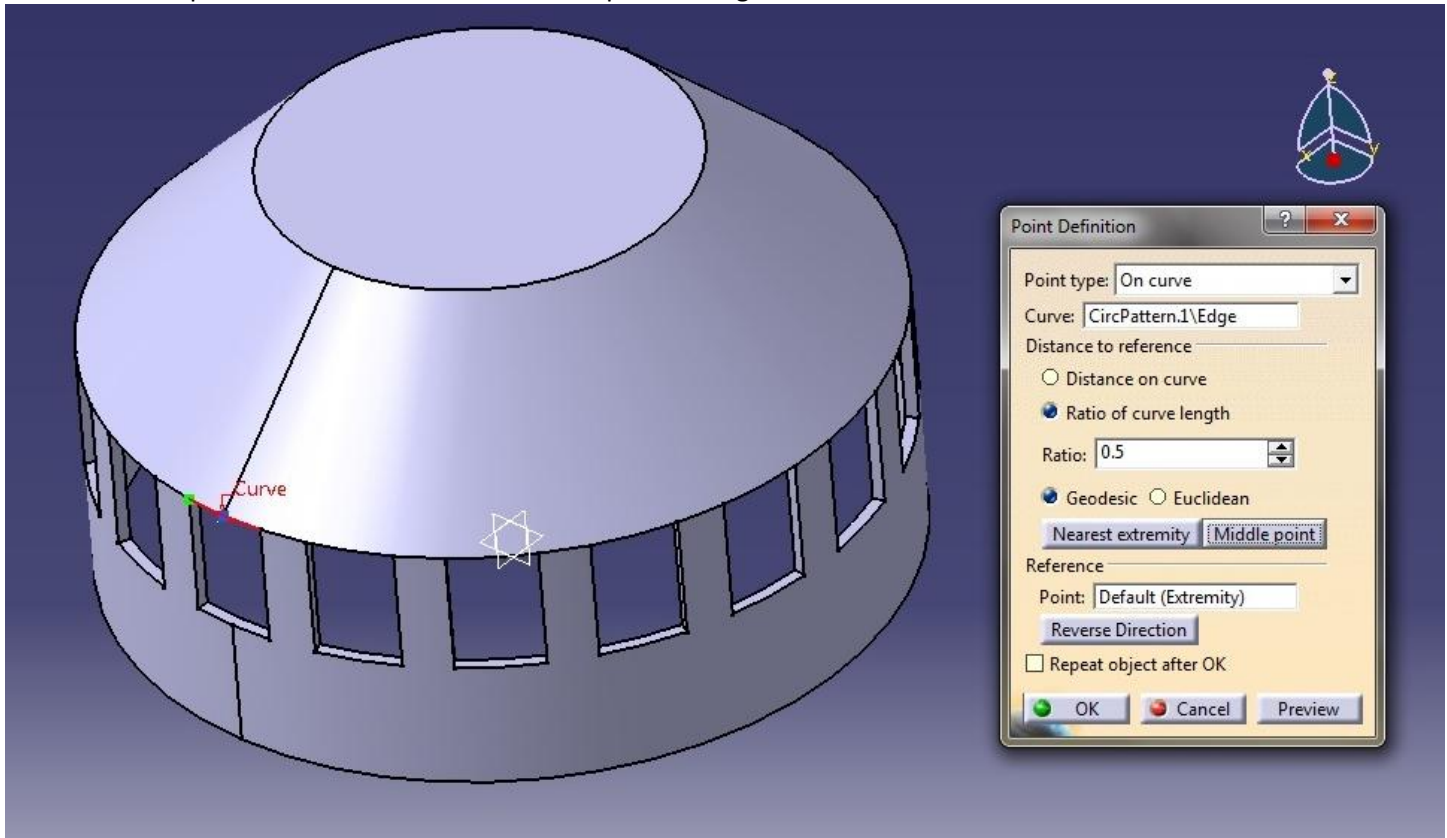 Point Definition
Point type: On curve
Curve: CircPattern.1\Edge
Distance to reference
Distance on curve
Ratio of curve length
Ratio: 0.5
Geodesic Euclidean
Nearest extremity Middle point
Reference
Point: Default (Extremity)
Reverse Direction
Repeat object after OK
OK Cancel Preview
Curve
z
x y